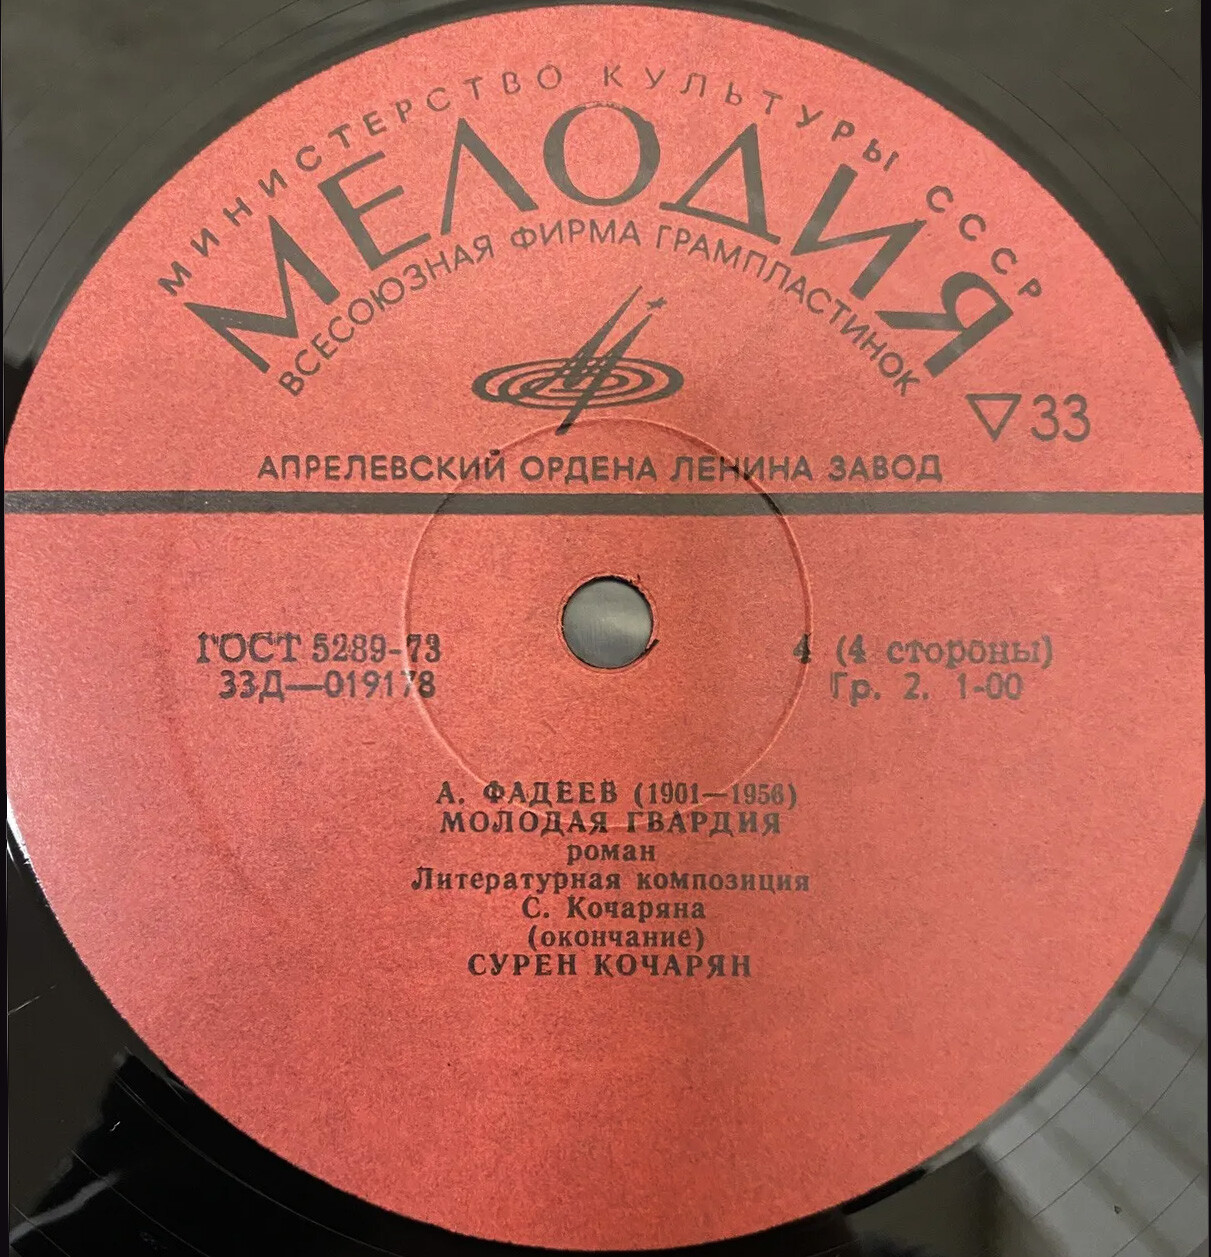 МИНИСТЕРСТВО КУЛЬТУРЫ СССР
МЕЛОДИЯ
ВСЕСОЮЗНАЯ ФИРМА ГРАМПЛАСТИНОК
▽33
АПРЕЛЕВСКИЙ ОРДЕНА ЛЕНИНА ЗАВОД
ГОСТ 5289-73
33Д—019178
4 (4 стороны)
Гр. 2. 1-00
А. ФАДЕЕВ (1901—1956)
МОЛОДАЯ ГВАРДИЯ
роман
Литературная композиция
С. Кочаряна
(окончание)
СУРЕН КОЧАРЯН